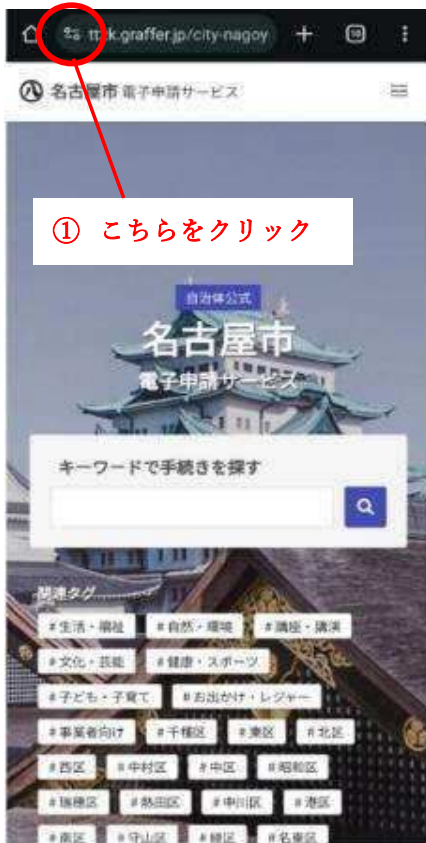 ttzk.graffer.jp/city-nagoy
名古屋市 電子申請サービス
① こちらをクリック
自治体公式
名古屋市
電子申請サービス
キーワードで手続きを探す
関連タグ
#生活・福祉 #自然・環境 #講座・講演
#文化・芸能 #健康・スポーツ
#子ども・子育て #お出かけ・レジャー
#事業者向け #千種区 #東区 #北区
#西区 #中村区 #中区 #昭和区
#瑞穂区 #熱田区 #中川区 #港区
#南区 #守山区 #緑区 #名東区